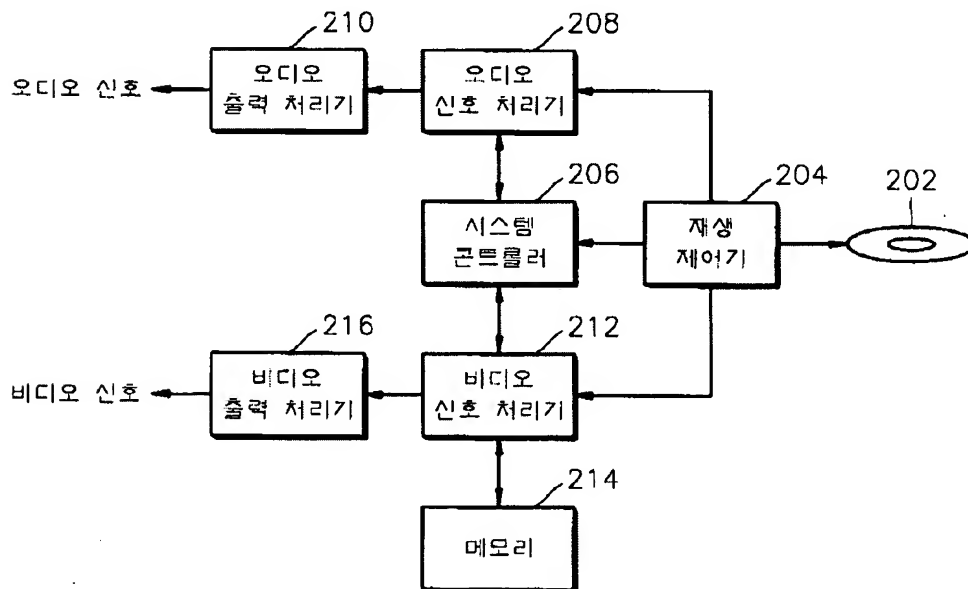 210
208
오디오 신호
오디오
출력 처리기
오디오
신호 처리기
206
204
202
시스템
콘트롤러
재생
제어기
216
212
비디오 신호
비디오
출력 처리기
비디오
신호 처리기
214
메모리